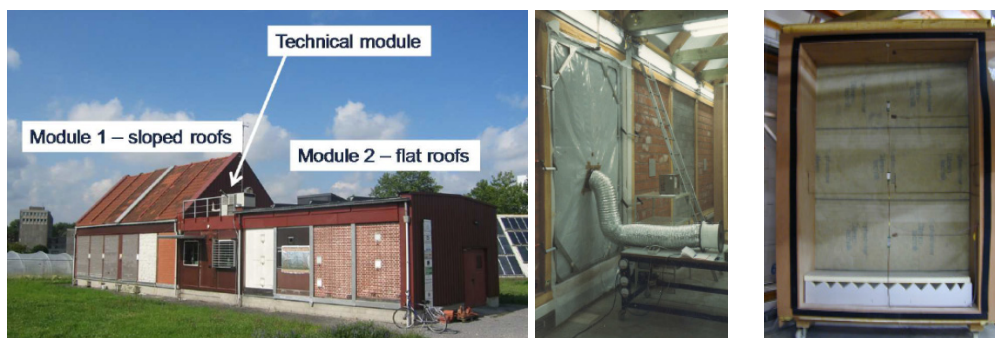 Technical module
Module 1 – sloped roofs
Module 2 – flat roofs